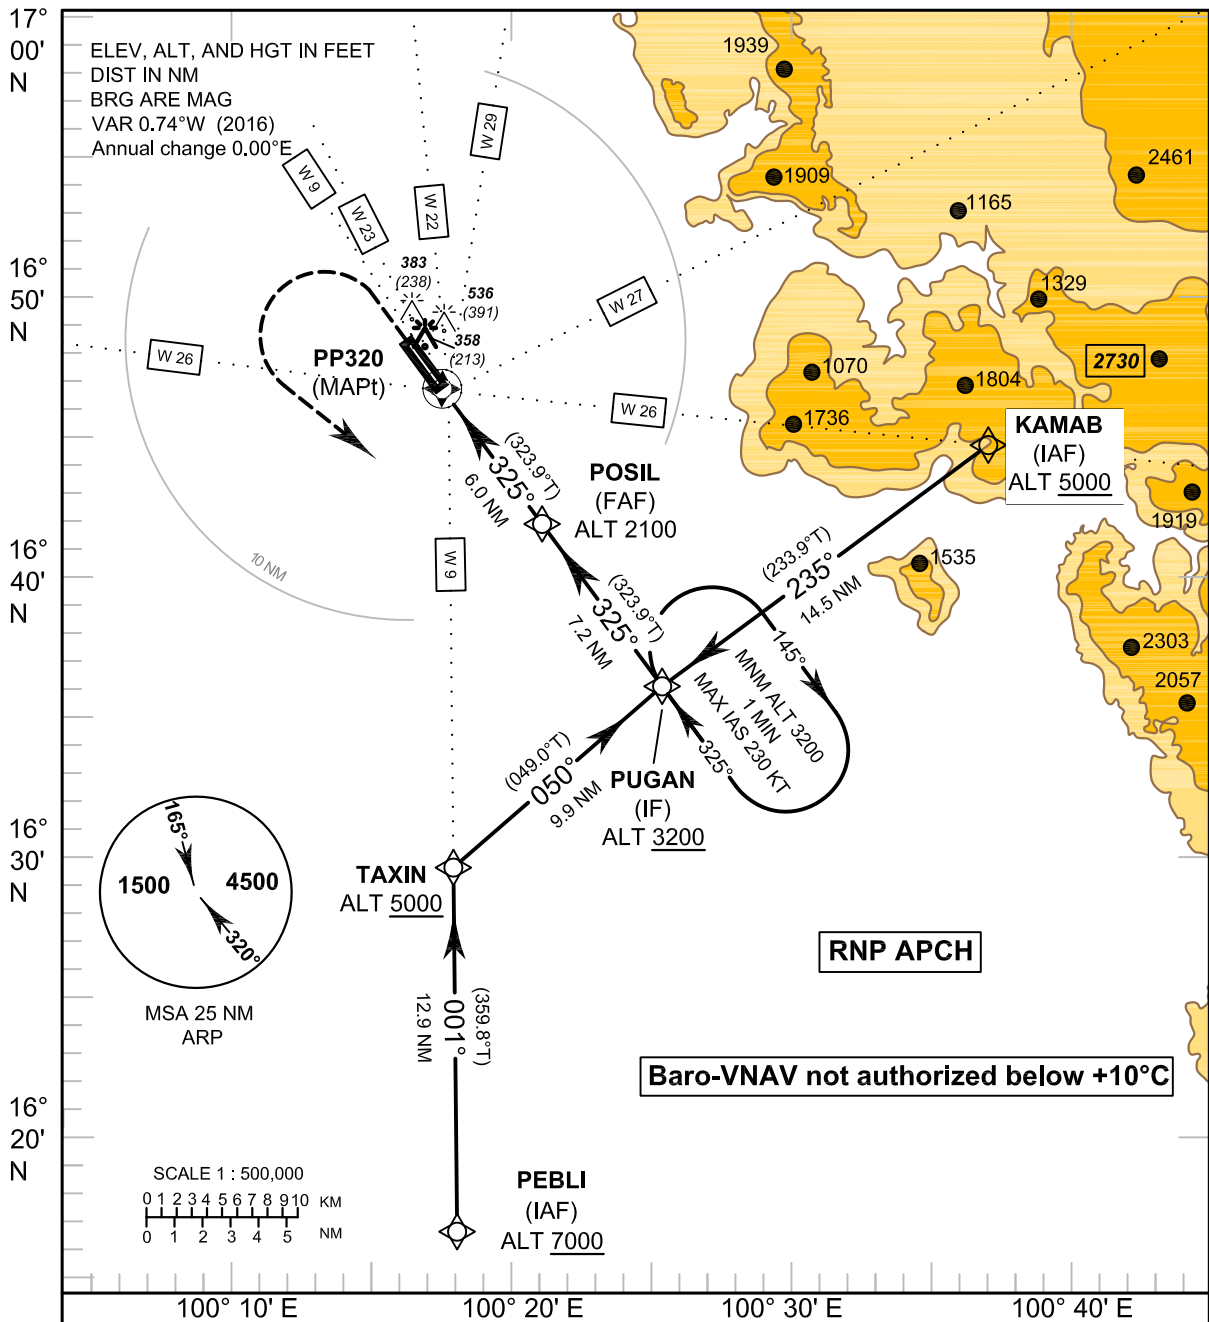 17°
00'
N
ELEV, ALT, AND HGT IN FEET
DIST IN NM
BRG ARE MAG
VAR 0.74°W (2016)
Annual change 0.00°E
W 9
W 23
W 22
W 29
1939
1909
2461
1165
16°
50'
N
383
(238)
536
(391)
358
(213)
W 27
1329
2730
W 26
PP320
(MAPt)
1070
1804
1736
W 26
KAMAB
(IAF)
ALT 5000
1919
(323.9°T)
325°
6.0 NM
POSIL
(FAF)
ALT 2100
10 NM
W 9
16°
40'
N
1535
(233.9°T)
235°
14.5 NM
(323.9°T)
325°
7.2 NM
145°
MNM ALT 3200
1 MIN
MAX IAS 230 KT
325°
2303
2057
PUGAN
(IF)
ALT 3200
(049.0°T)
050°
9.9 NM
16°
30'
N
165°
1500
4500
320°
MSA 25 NM
ARP
TAXIN
ALT 5000
RNP APCH
(359.8°T)
001°
12.9 NM
Baro-VNAV not authorized below +10°C
16°
20'
N
SCALE 1 : 500,000
0 1 2 3 4 5 6 7 8 9 10 KM
0 1 2 3 4 5 NM
PEBLI
(IAF)
ALT 7000
100° 10' E
100° 20' E
100° 30' E
100° 40' E